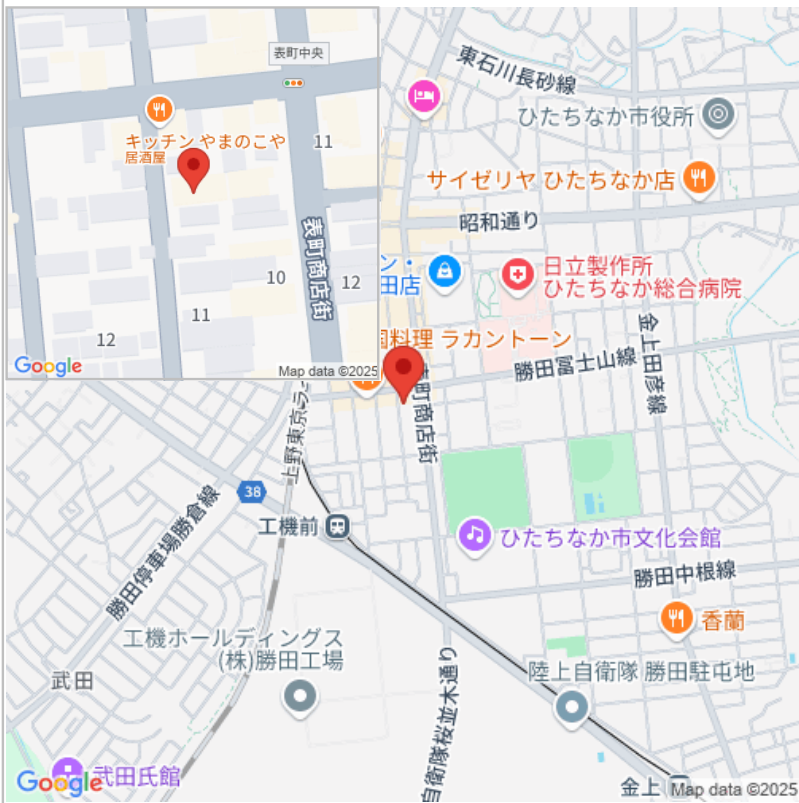 表町中央
キッチン やまのこや
居酒屋
11
表町商店街
10
12
11
12
Google
Map data ©2025
東石川長砂線
ひたちなか市役所
サイゼリヤ ひたちなか店
昭和通り
ン・
田店
日立製作所
ひたちなか総合病院
国料理 ラカントーン
勝田冨士山線
金上田彦線
町商店街
上野東京ラ
38
工機前
勝田停車場勝倉線
ひたちなか市文化会館
勝田中根線
香蘭
工機ホールディングス
(株)勝田工場
武田
陸上自衛隊 勝田駐屯地
自衛隊桜並木通り
武田氏館
Google
金上
Map data ©2025